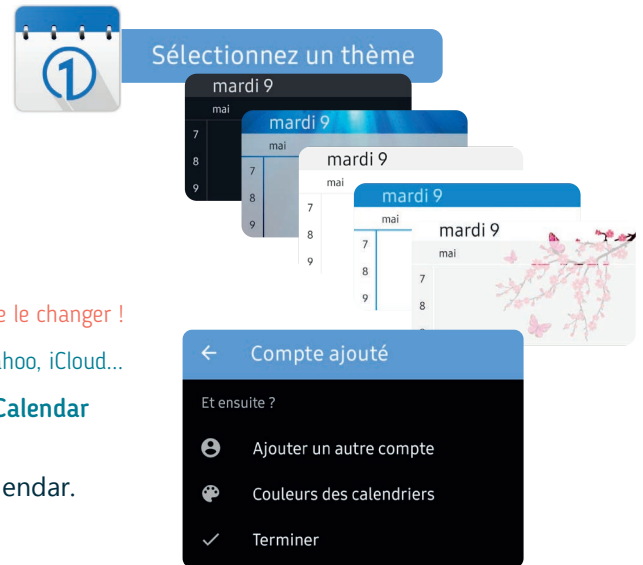 1
Sélectionnez un thème
mardi 9
mai
7
8
9
mardi 9
mai
7
8
9
mardi 9
mai
7
8
9
mardi 9
mai
7
8
9
mardi 9
mai
7
8
le changer !
iCloud...
Calendar
Compte ajouté
Et ensuite ?
Ajouter un autre compte
Couleurs des calendriers
Terminer